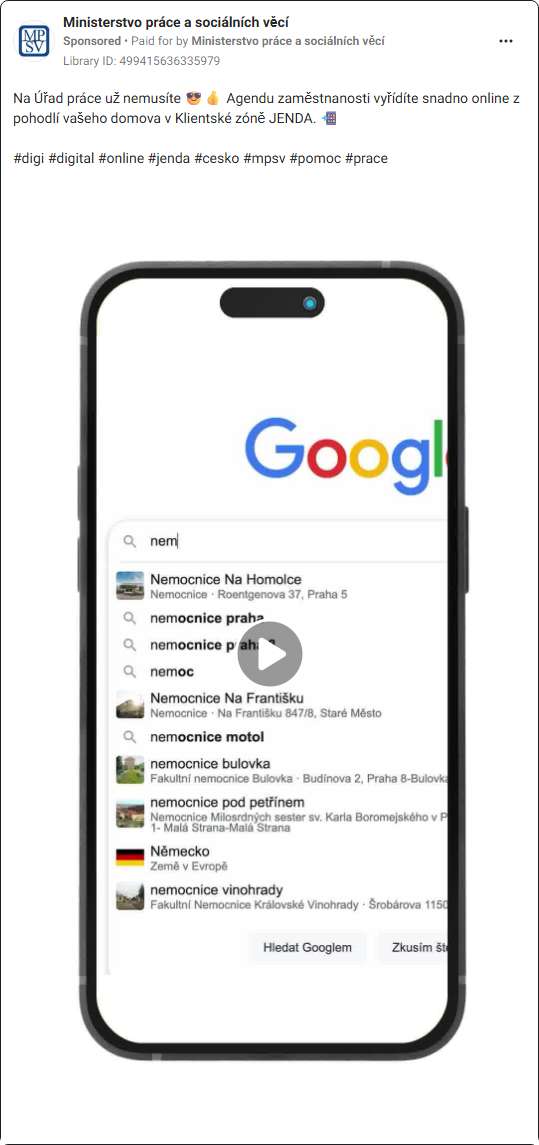 Ministerstvo práce a sociálních věcí
Sponsored • Paid for by Ministerstvo práce a sociálních věcí
Library ID: 499415636335979
MP
SV
Na Úřad práce už nemusíte 😎 👍 Agendu zaměstnanosti vyřídíte snadno online z
pohodlí vašeho domova v Klientské zóně JENDA. 📲
#digi #digital #online #jenda #cesko #mpsv #pomoc #prace
Googl
nem
Nemocnice Na Homolce
Nemocnice · Roentgenova 37, Praha 5
nemocnice praha
nemocnice praha
nemoc
Nemocnice Na Františku
Nemocnice · Na Františku 847/8, Staré Město
nemocnice motol
nemocnice bulovka
Fakultní nemocnice Bulovka · Budínova 2, Praha 8-Bulovka
nemocnice pod petřínem
Nemocnice Milosrdných sester sv. Karla Boromejského v P
1- Malá Strana-Malá Strana
Německo
Země v Evropě
nemocnice vinohrady
Fakultní Nemocnice Královské Vinohrady · Šrobárova 1150
Hledat Googlem
Zkusím ště